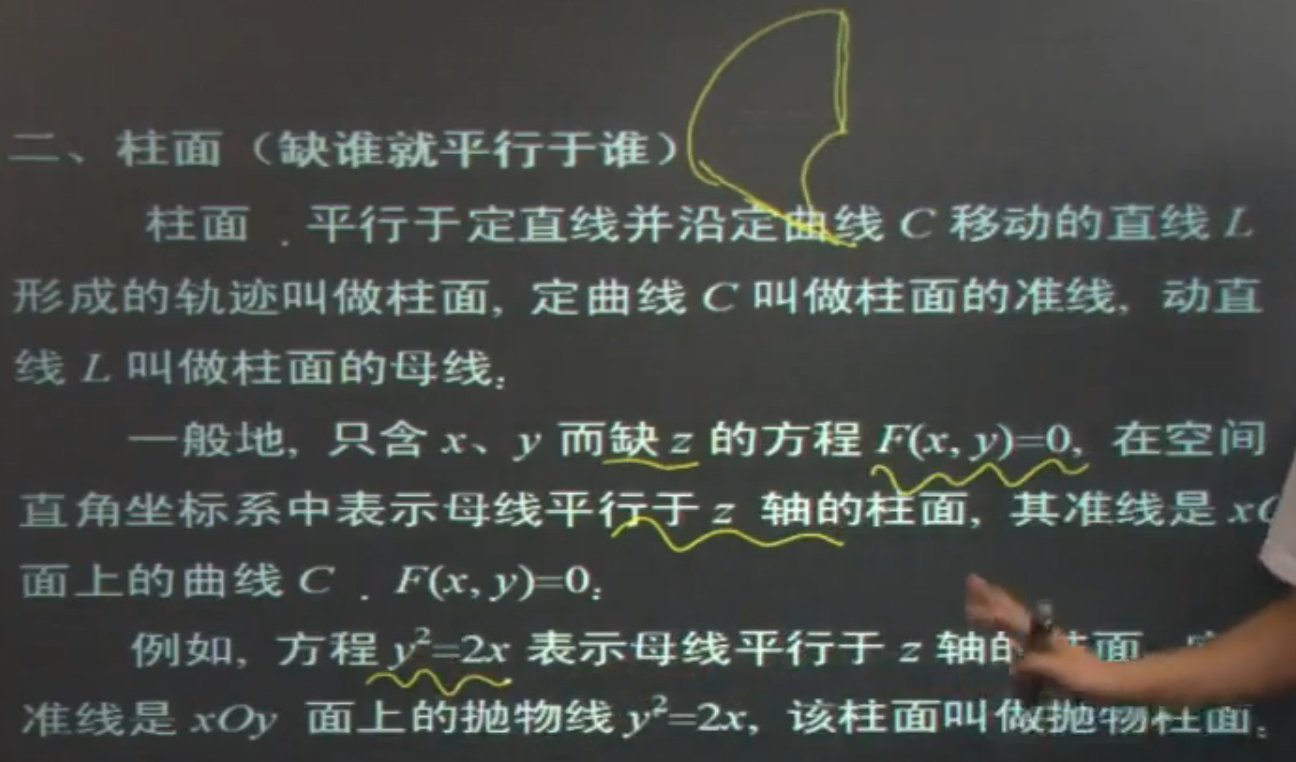 二、柱面（缺谁就平行于谁）
柱面 . 平行于定直线并沿定曲线 C 移动的直线 L
形成的轨迹叫做柱面, 定曲线 C 叫做柱面的准线, 动直
线 L 叫做柱面的母线.
一般地, 只含 x、y 而缺 z 的方程 F(x, y)=0, 在空间
直角坐标系中表示母线平行于 z 轴的柱面, 其准线是 x
面上的曲线 C . F(x, y)=0.
例如, 方程 y²=2x 表示母线平行于 z 轴的柱面,
准线是 xOy 面上的抛物线 y²=2x, 该柱面叫做抛物柱面.